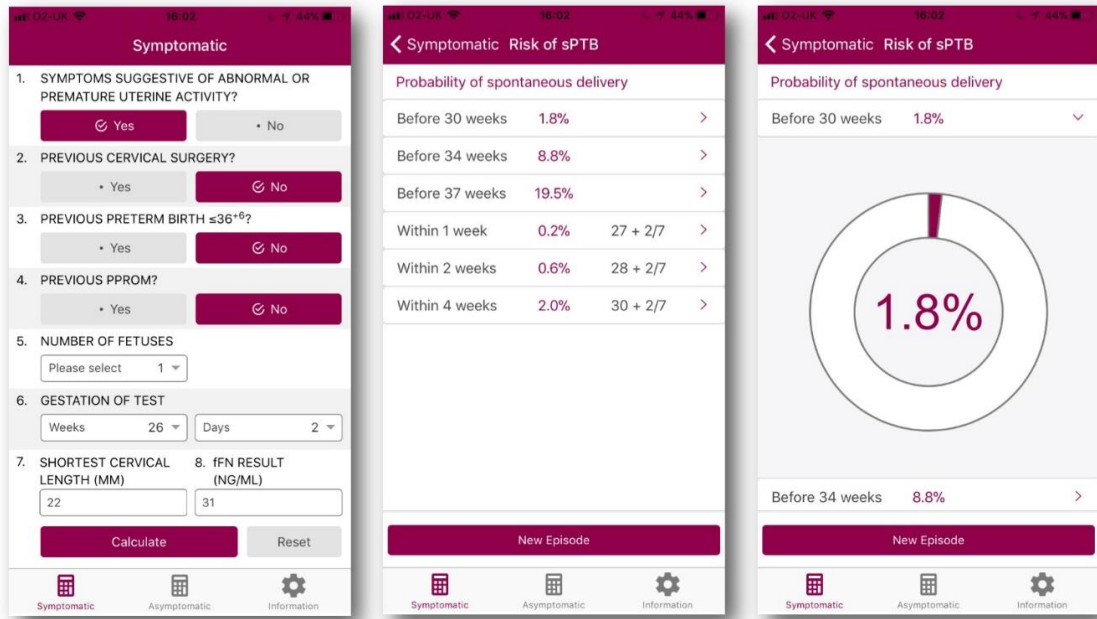 O2-UK 16:02 44%
Symptomatic
1. SYMPTOMS SUGGESTIVE OF ABNORMAL OR
PREMATURE UTERINE ACTIVITY?
Yes • No
2. PREVIOUS CERVICAL SURGERY?
• Yes No
3. PREVIOUS PRETERM BIRTH ≤36⁺⁶?
• Yes No
4. PREVIOUS PPROM?
• Yes No
5. NUMBER OF FETUSES
Please select 1
6. GESTATION OF TEST
Weeks 26 Days 2
7. SHORTEST CERVICAL 8. fFN RESULT
LENGTH (MM) (NG/ML)
22 31
Calculate Reset
Symptomatic Asymptomatic Information
O2-UK 16:02 44%
Symptomatic Risk of sPTB
Probability of spontaneous delivery
Before 30 weeks 1.8%
Before 34 weeks 8.8%
Before 37 weeks 19.5%
Within 1 week 0.2% 27 + 2/7
Within 2 weeks 0.6% 28 + 2/7
Within 4 weeks 2.0% 30 + 2/7
New Episode
Symptomatic Asymptomatic Information
O2-UK 16:02 44%
Symptomatic Risk of sPTB
Probability of spontaneous delivery
Before 30 weeks 1.8%
1.8%
Before 34 weeks 8.8%
New Episode
Symptomatic Asymptomatic Information